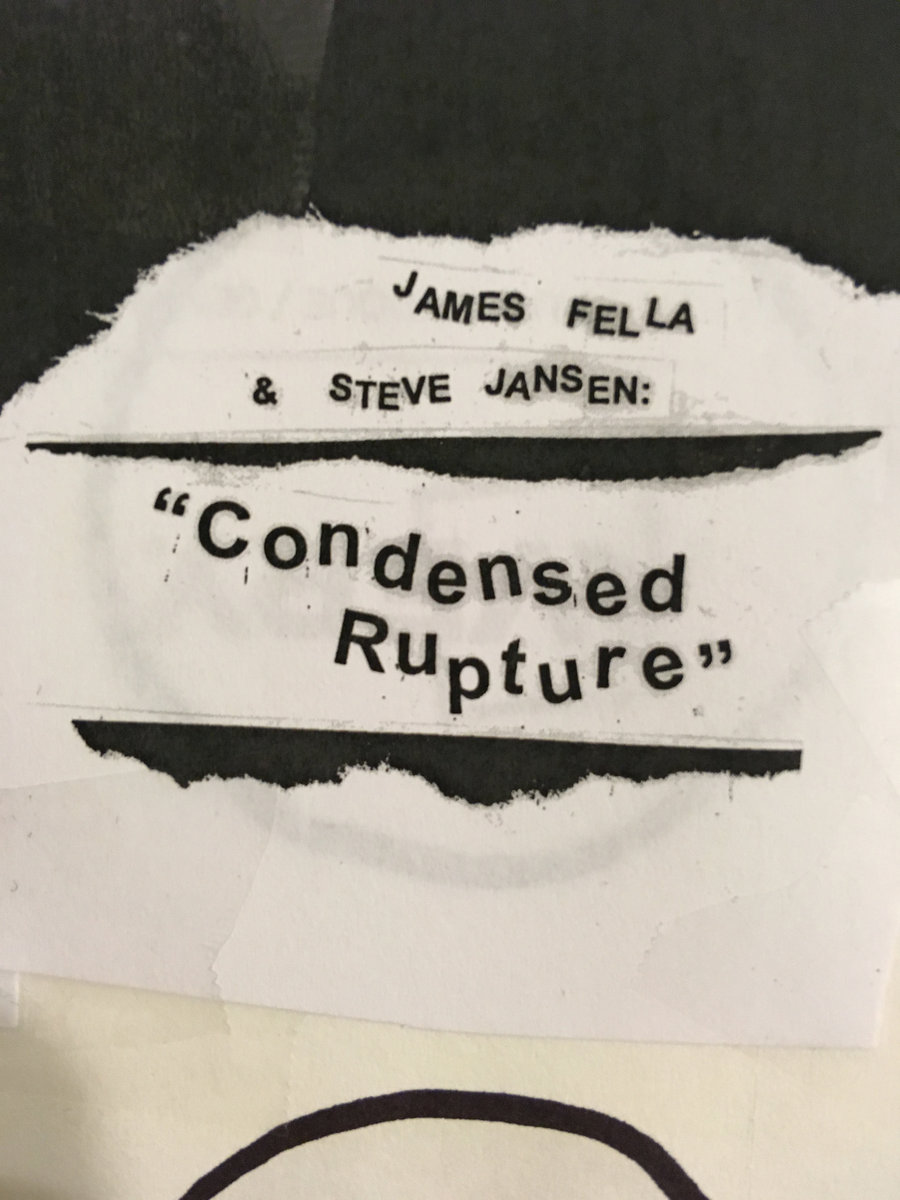 JAMES FELLA
& STEVE JANSEN:
“Condensed
Rupture”